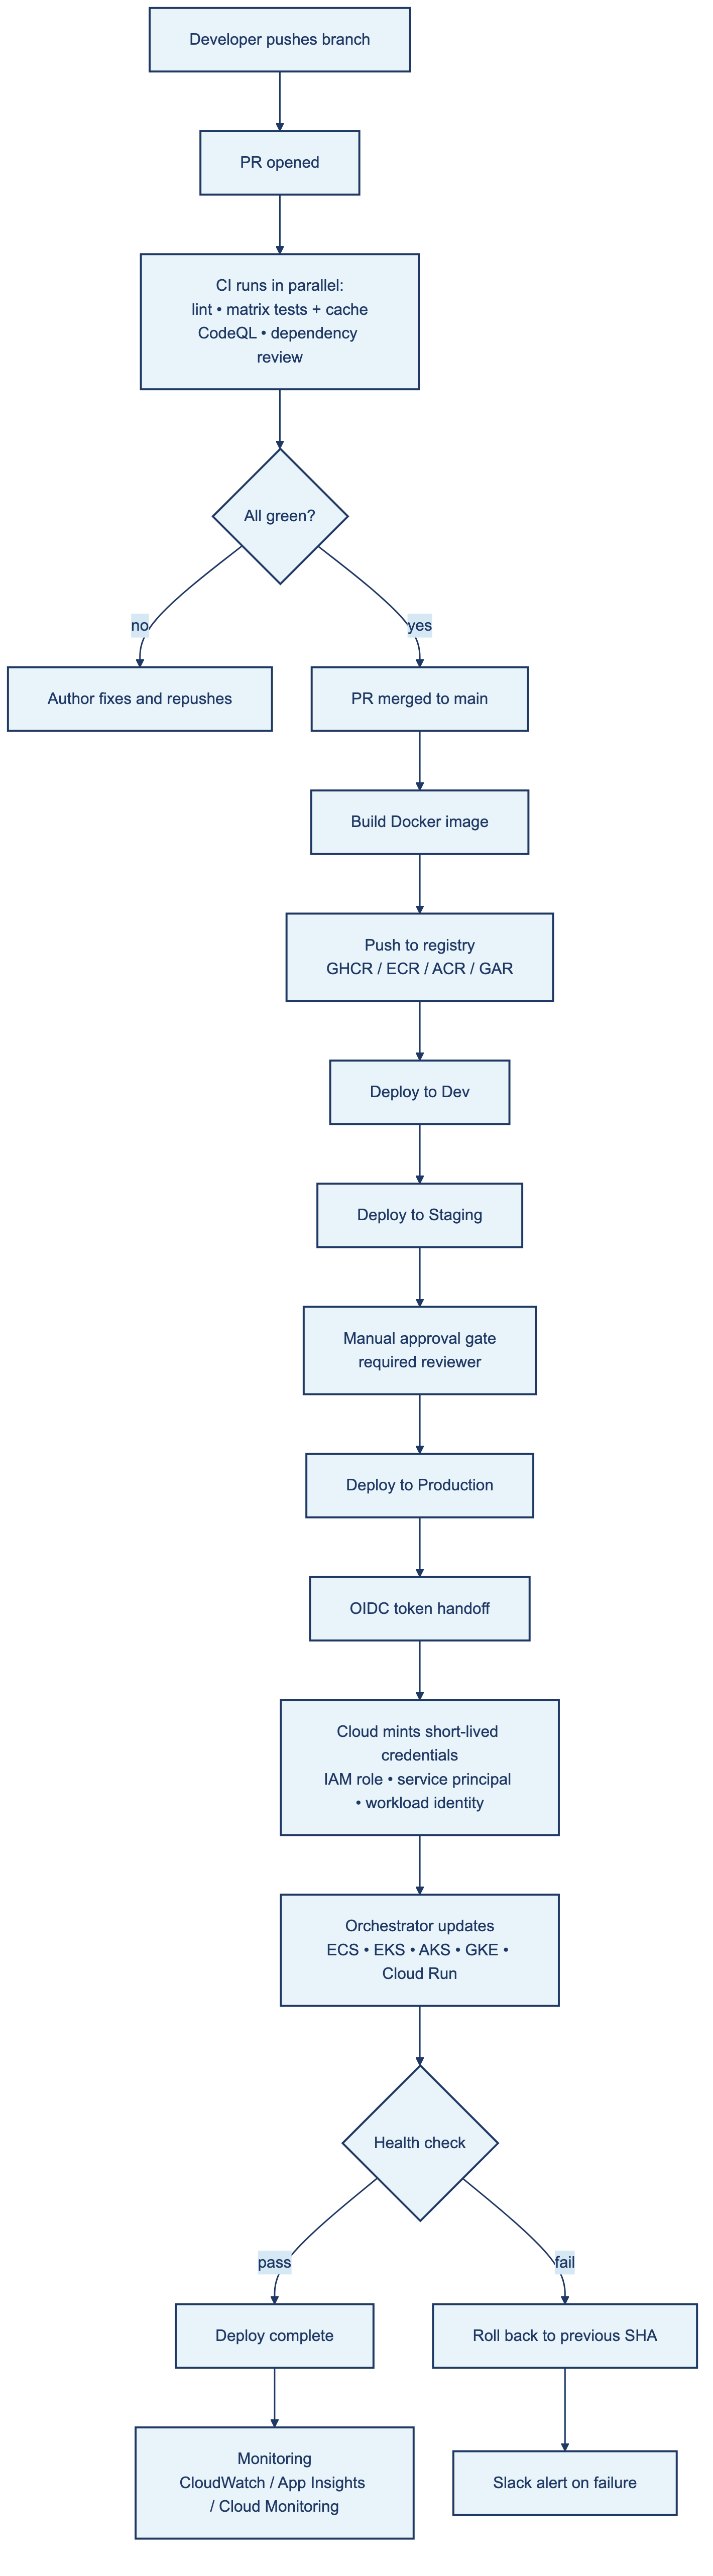 Developer pushes branch
PR opened
CI runs in parallel:
lint • matrix tests + cache
CodeQL • dependency
review
All green?
no
yes
Author fixes and repushes
PR merged to main
Build Docker image
Push to registry
GHCR / ECR / ACR / GAR
Deploy to Dev
Deploy to Staging
Manual approval gate
required reviewer
Deploy to Production
OIDC token handoff
Cloud mints short-lived
credentials
IAM role • service principal
• workload identity
Orchestrator updates
ECS • EKS • AKS • GKE •
Cloud Run
Health check
pass
fail
Deploy complete
Roll back to previous SHA
Monitoring
CloudWatch / App Insights
/ Cloud Monitoring
Slack alert on failure